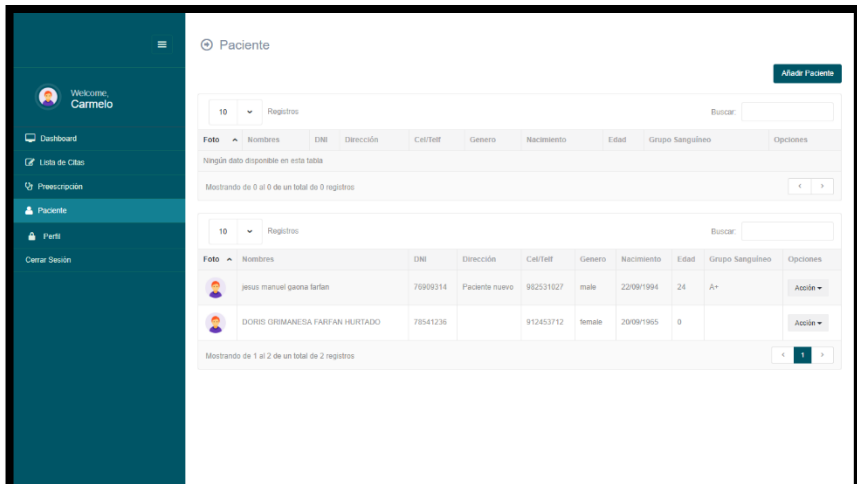 Paciente
Añadir Paciente
Welcome,
Carmelo
Dashboard
Lista de Citas
Preescripción
Paciente
Perfil
Cerrar Sesión
10 Registros Buscar:
Foto Nombres DNI Dirección Cel/Telf Genero Nacimiento Edad Grupo Sanguíneo Opciones
Ningún dato disponible en esta tabla
Mostrando de 0 al 0 de un total de 0 registros
10 Registros Buscar:
Foto Nombres DNI Dirección Cel/Telf Genero Nacimiento Edad Grupo Sanguíneo Opciones
jesus manuel gaona farfan 76909314 Paciente nuevo 982531027 male 22/09/1994 24 A+ Acción
DORIS GRIMANESA FARFAN HURTADO 78541236 912453712 female 20/09/1965 0 Acción
Mostrando de 1 al 2 de un total de 2 registros
1